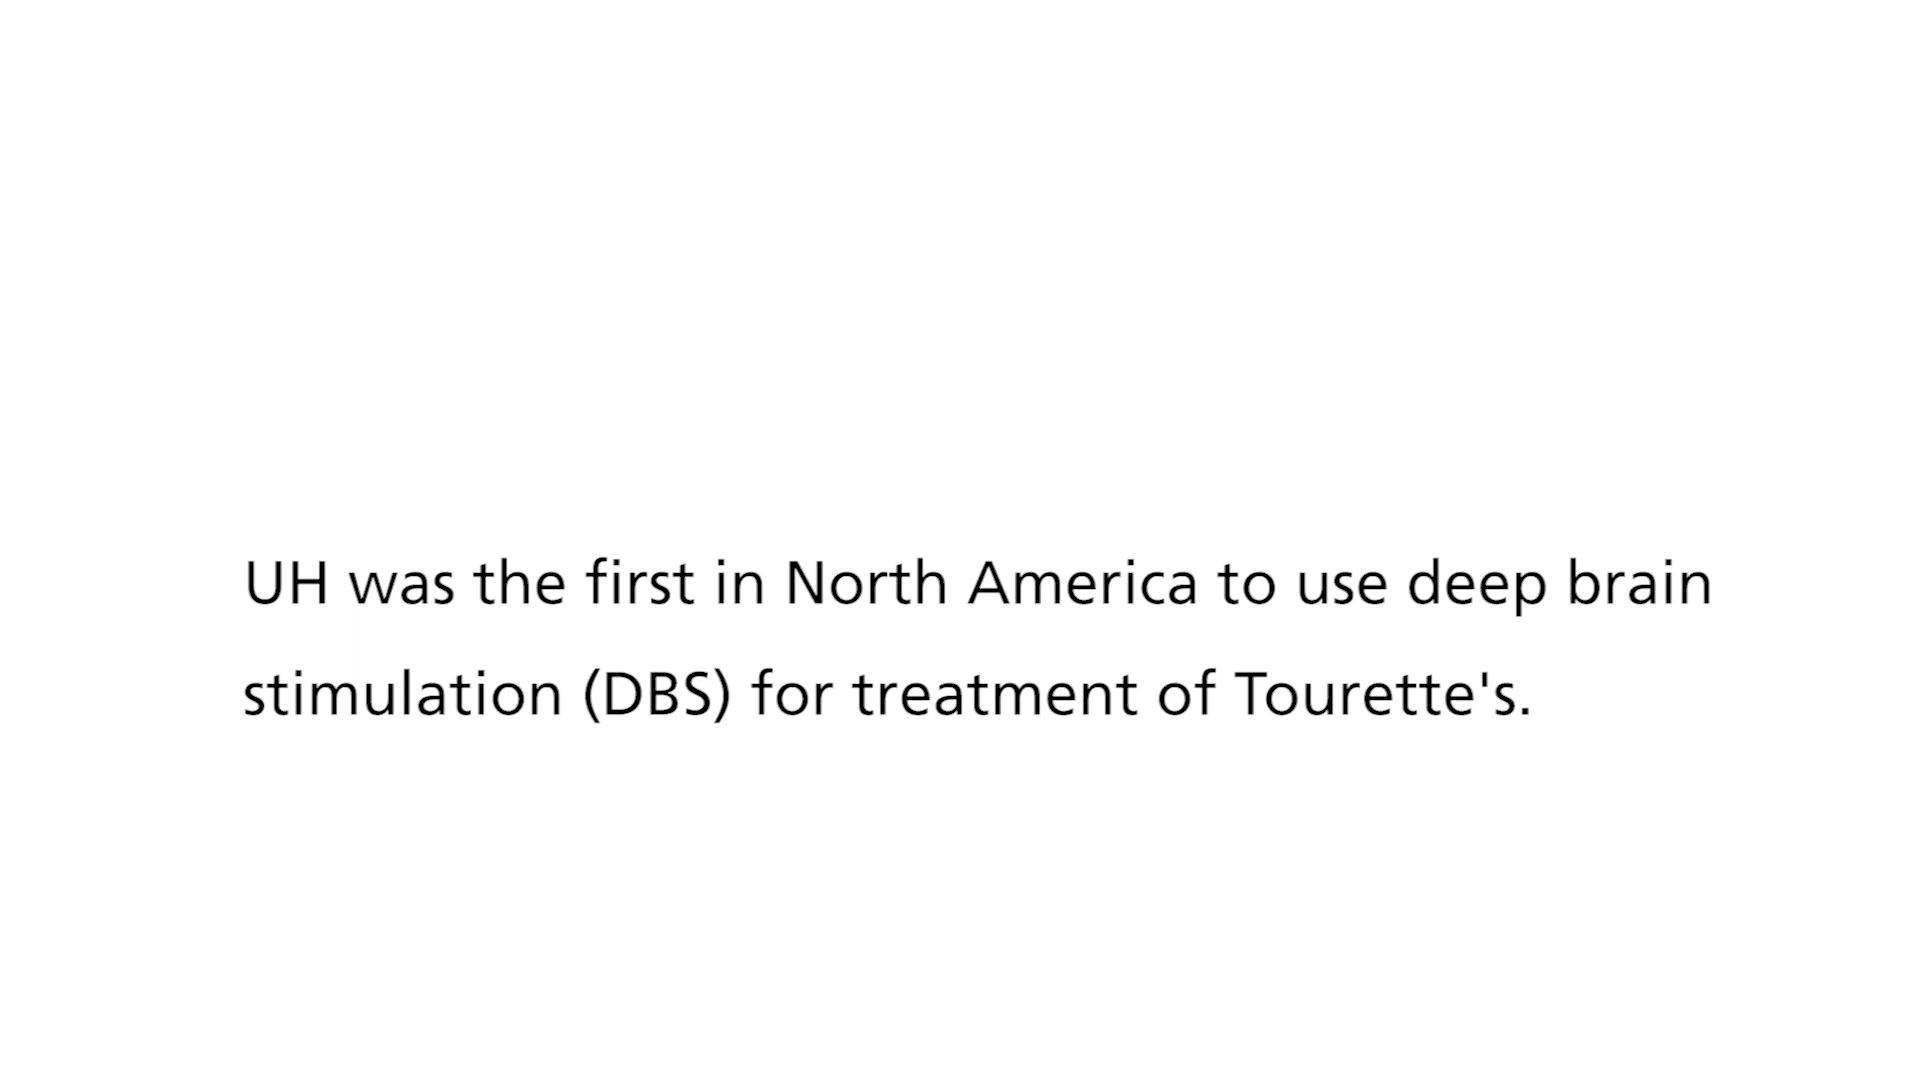 UH was the first in North America to use deep brain
stimulation (DBS) for treatment of Tourette's.